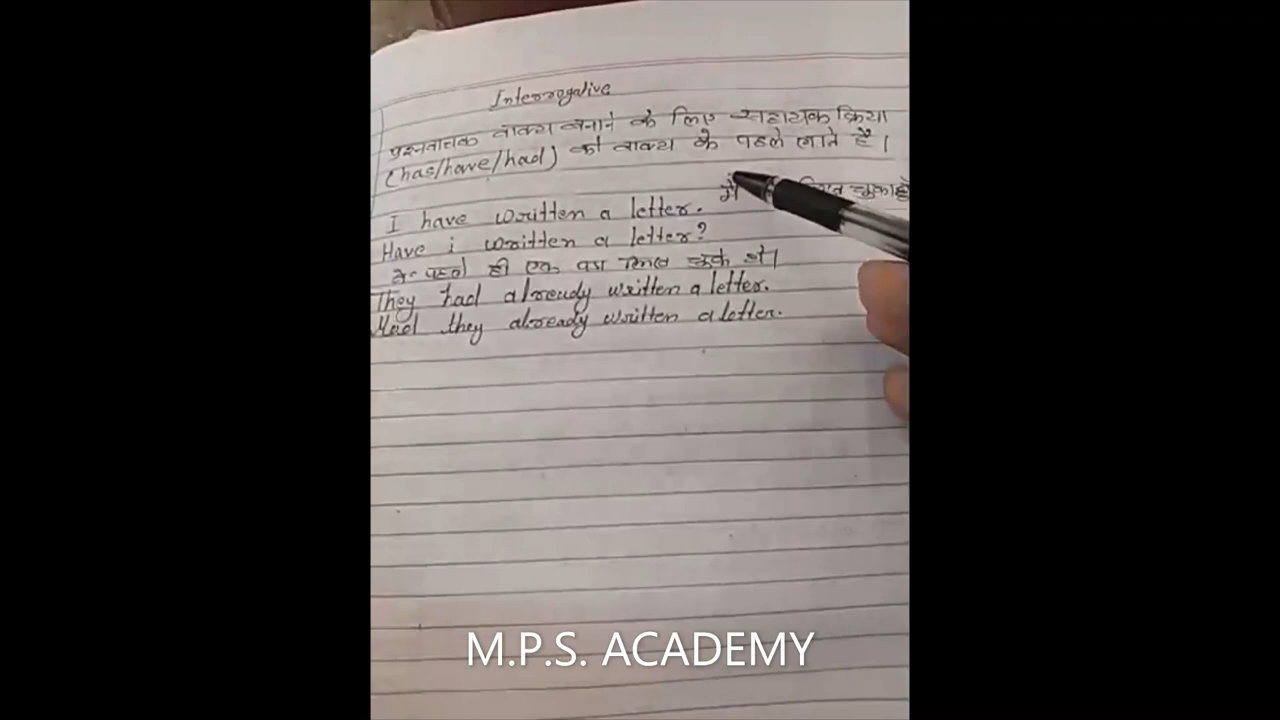 Interrogative
प्रश्नवाचक वाक्य बनाने के लिए सहायक क्रिया
(has/have/had) को वाक्य के पहले लाते है।
I have written a letter. मैं चुका हूँ
Have i written a letter?
वे पहले ही एक पत्र लिख चुके थे।
They had already written a letter.
Had they already written a letter.
M.P.S. ACADEMY